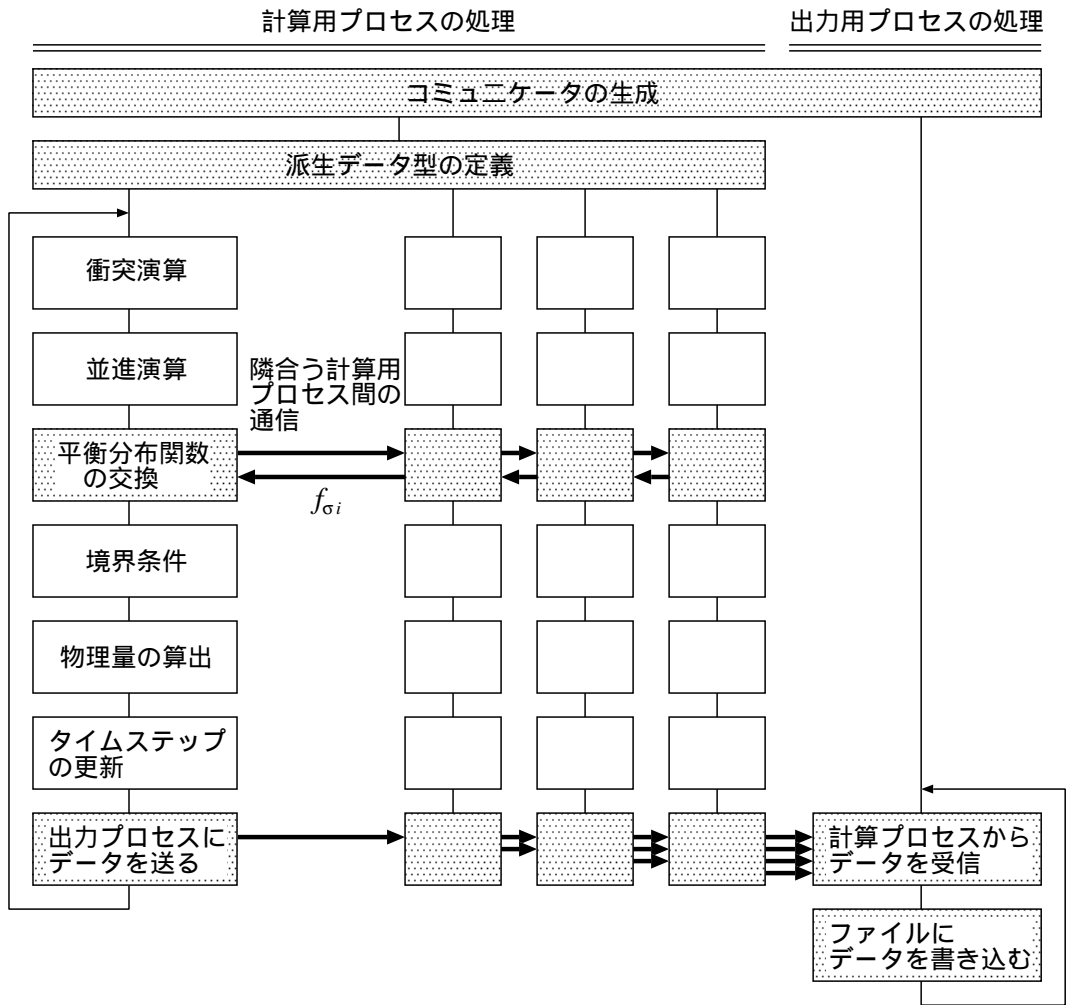 計算用プロセスの処理
出力用プロセスの処理
コミュニケータの生成
派生データ型の定義
衝突演算
並進演算
隣合う計算用
プロセス間の
通信
平衡分布関数
の交換
fσi
境界条件
物理量の算出
タイムステップ
の更新
出力プロセスに
データを送る
計算プロセスから
データを受信
ファイルに
データを書き込む